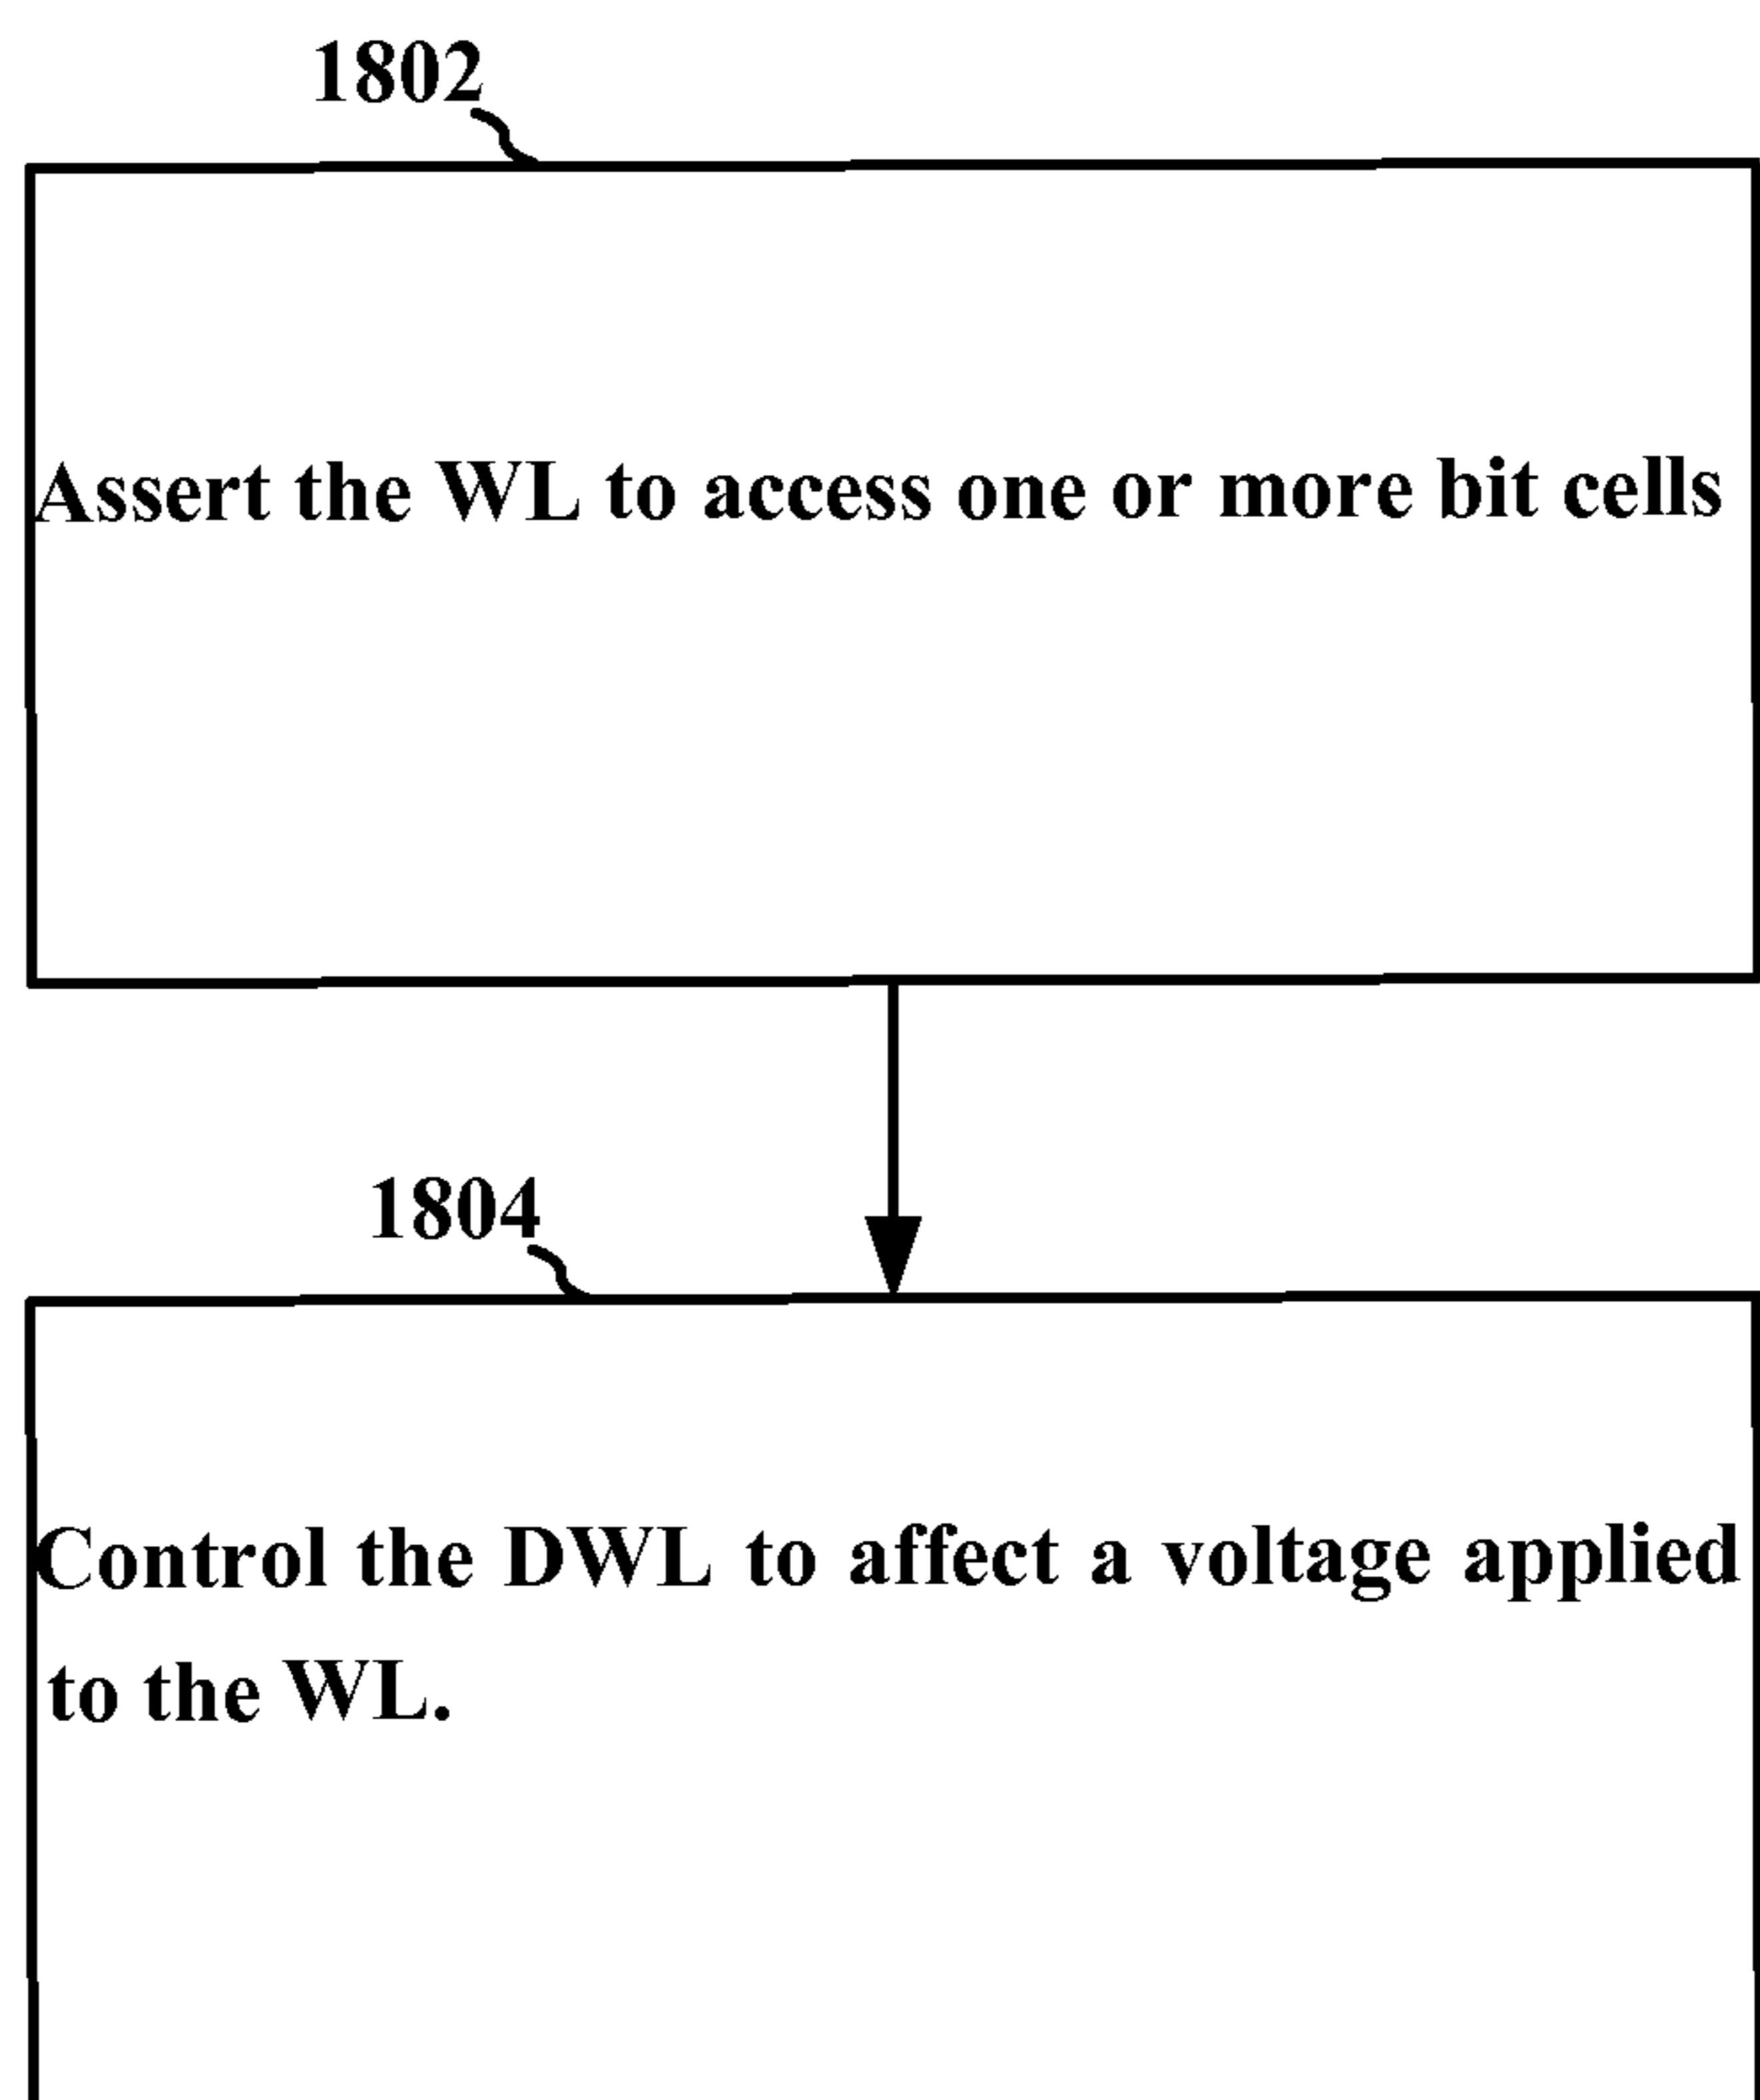 1802
Assert the WL to access one or more bit cells
1804
Control the DWL to affect a voltage applied
to the WL.